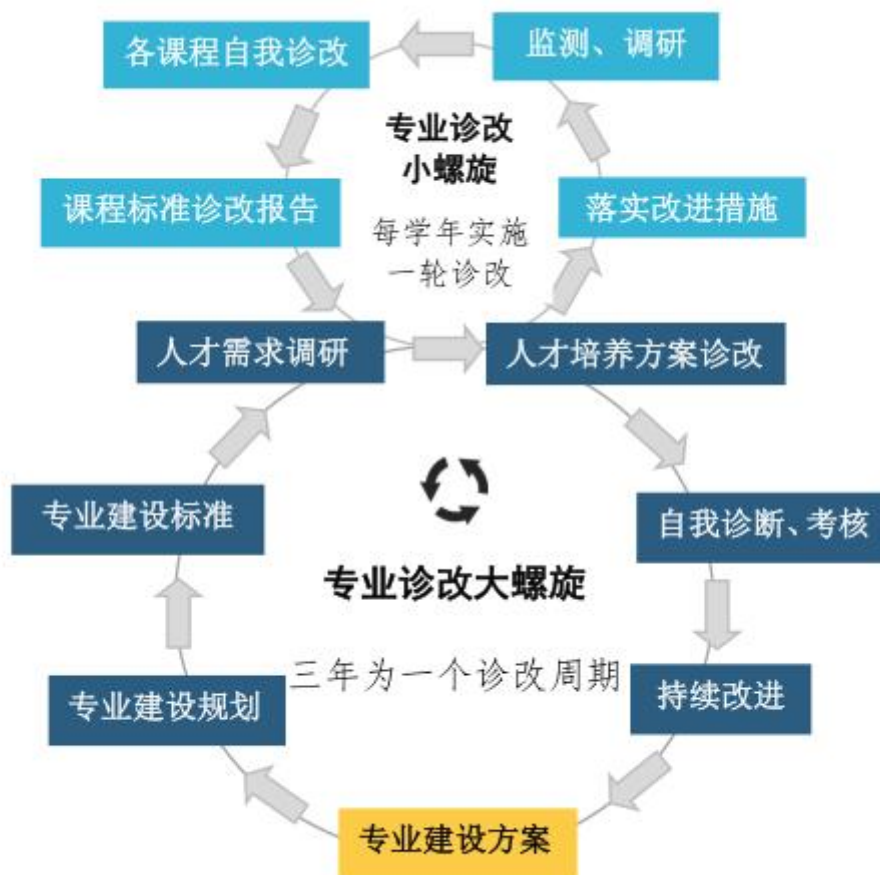 各课程自我诊改
监测、调研
专业诊改
小螺旋
课程标准诊改报告
落实改进措施
每学年实施
一轮诊改
人才需求调研
人才培养方案诊改
专业建设标准
自我诊断、考核
专业诊改大螺旋
三年为一个诊改周期
专业建设规划
持续改进
专业建设方案